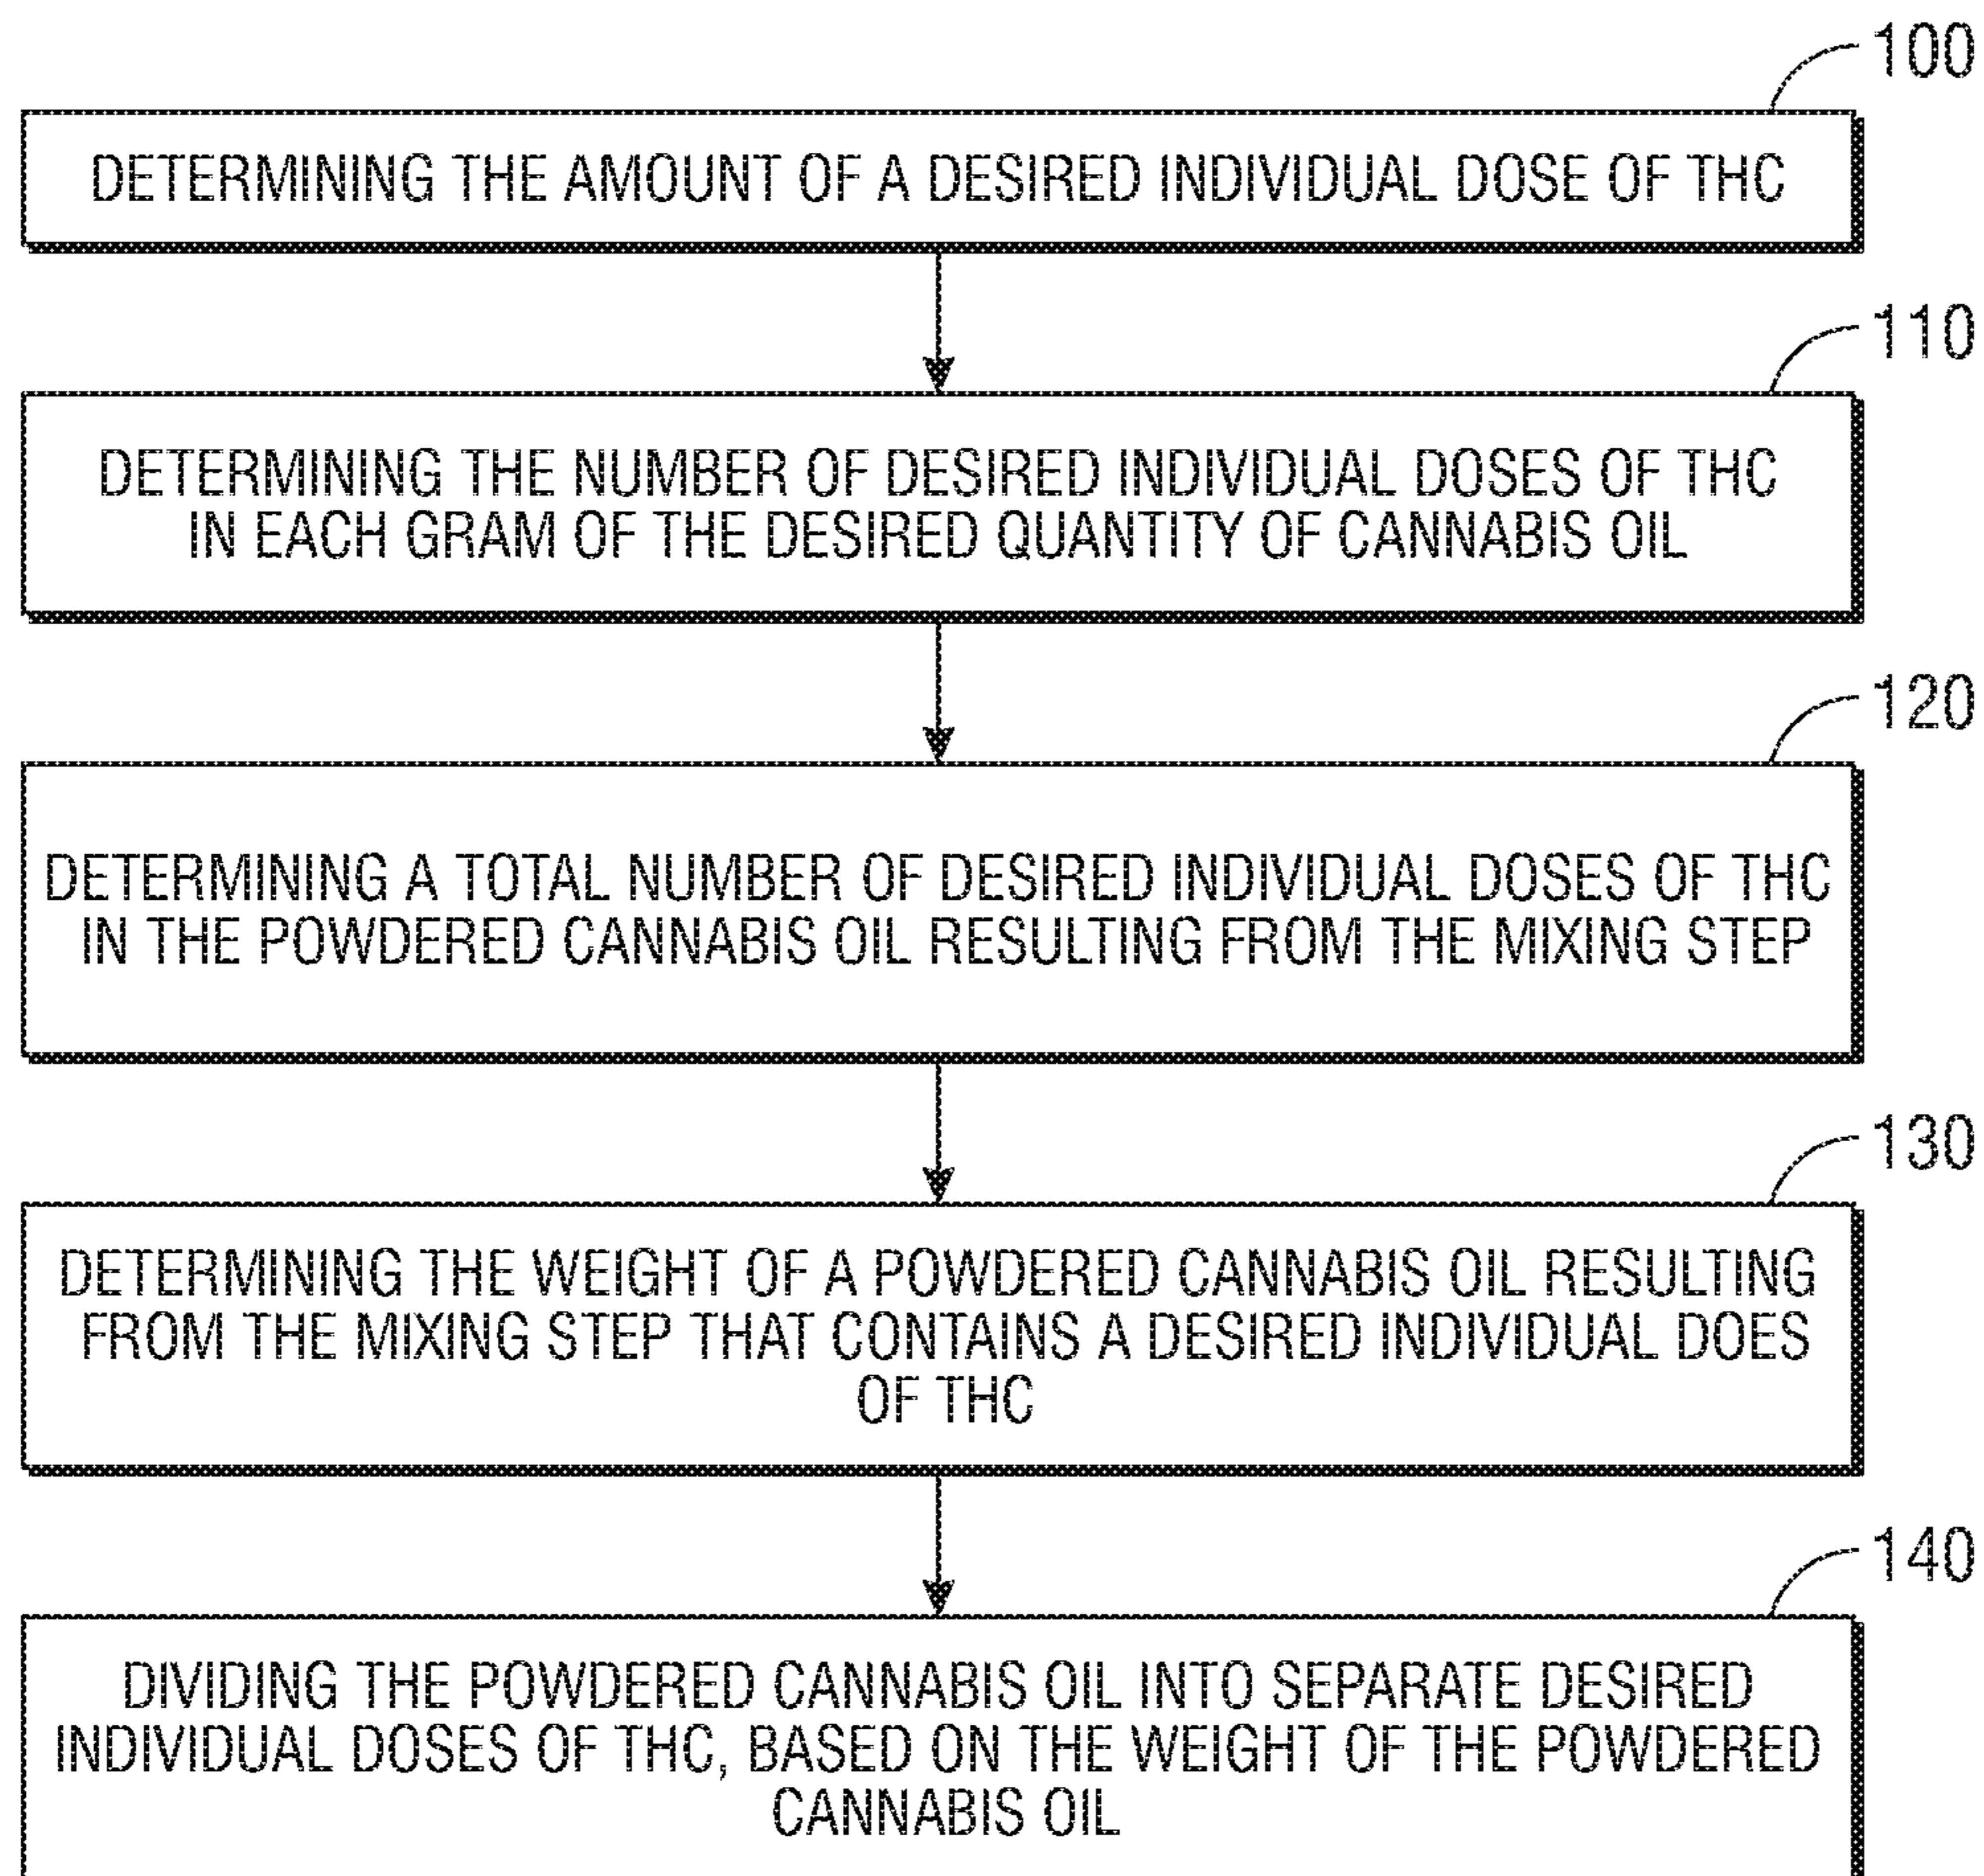 100
DETERMINING THE AMOUNT OF A DESIRED INDIVIDUAL DOSE OF THC
110
DETERMINING THE NUMBER OF DESIRED INDIVIDUAL DOSES OF THC
IN EACH GRAM OF THE DESIRED QUANTITY OF CANNABIS OIL
120
DETERMINING A TOTAL NUMBER OF DESIRED INDIVIDUAL DOSES OF THC
IN THE POWDERED CANNABIS OIL RESULTING FROM THE MIXING STEP
130
DETERMINING THE WEIGHT OF A POWDERED CANNABIS OIL RESULTING
FROM THE MIXING STEP THAT CONTAINS A DESIRED INDIVIDUAL DOES
OF THC
140
DIVIDING THE POWDERED CANNABIS OIL INTO SEPARATE DESIRED
INDIVIDUAL DOSES OF THC, BASED ON THE WEIGHT OF THE POWDERED
CANNABIS OIL